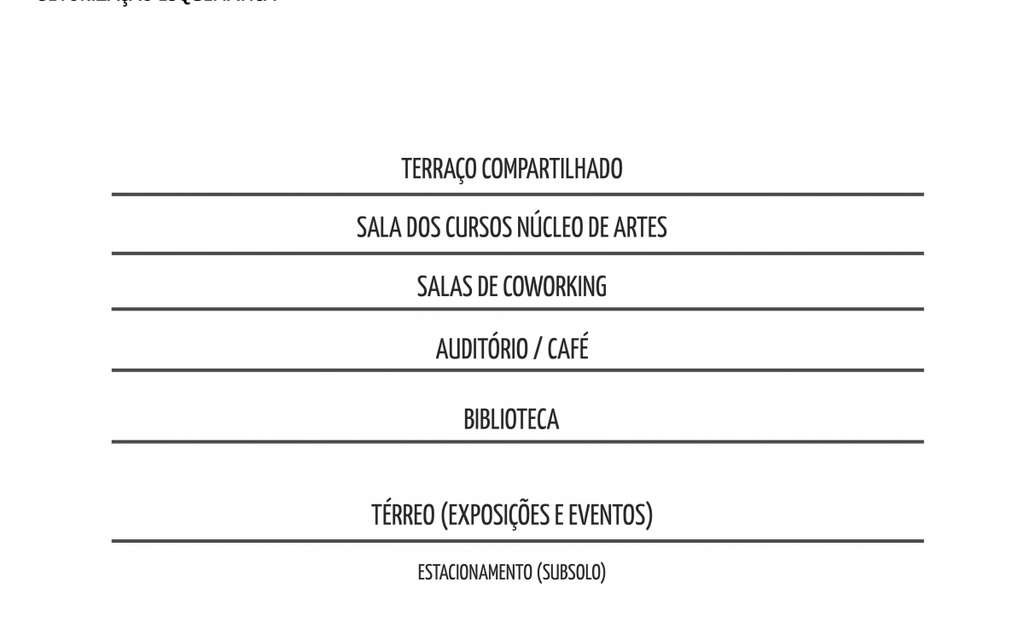 TERRAÇO COMPARTILHADO
SALA DOS CURSOS NÚCLEO DE ARTES
SALAS DE COWORKING
AUDITÓRIO / CAFÉ
BIBLIOTECA
TÉRREO (EXPOSIÇÕES E EVENTOS)
ESTACIONAMENTO (SUBSOLO)